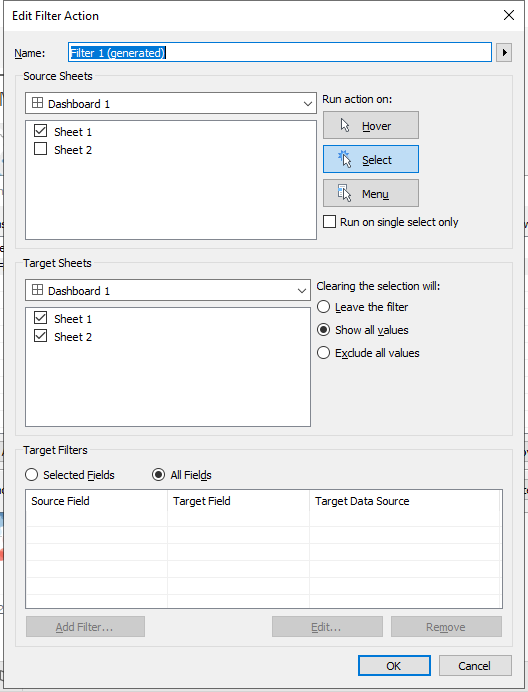 Edit Filter Action
Name: Filter 1 (generated)
Source Sheets
Dashboard 1
Sheet 1
Sheet 2
Run action on:
Hover
Select
Menu
Run on single select only
Target Sheets
Dashboard 1
Sheet 1
Sheet 2
Clearing the selection will:
Leave the filter
Show all values
Exclude all values
Target Filters
Selected Fields All Fields
Source Field Target Field Target Data Source
Add Filter... Edit... Remove
OK Cancel